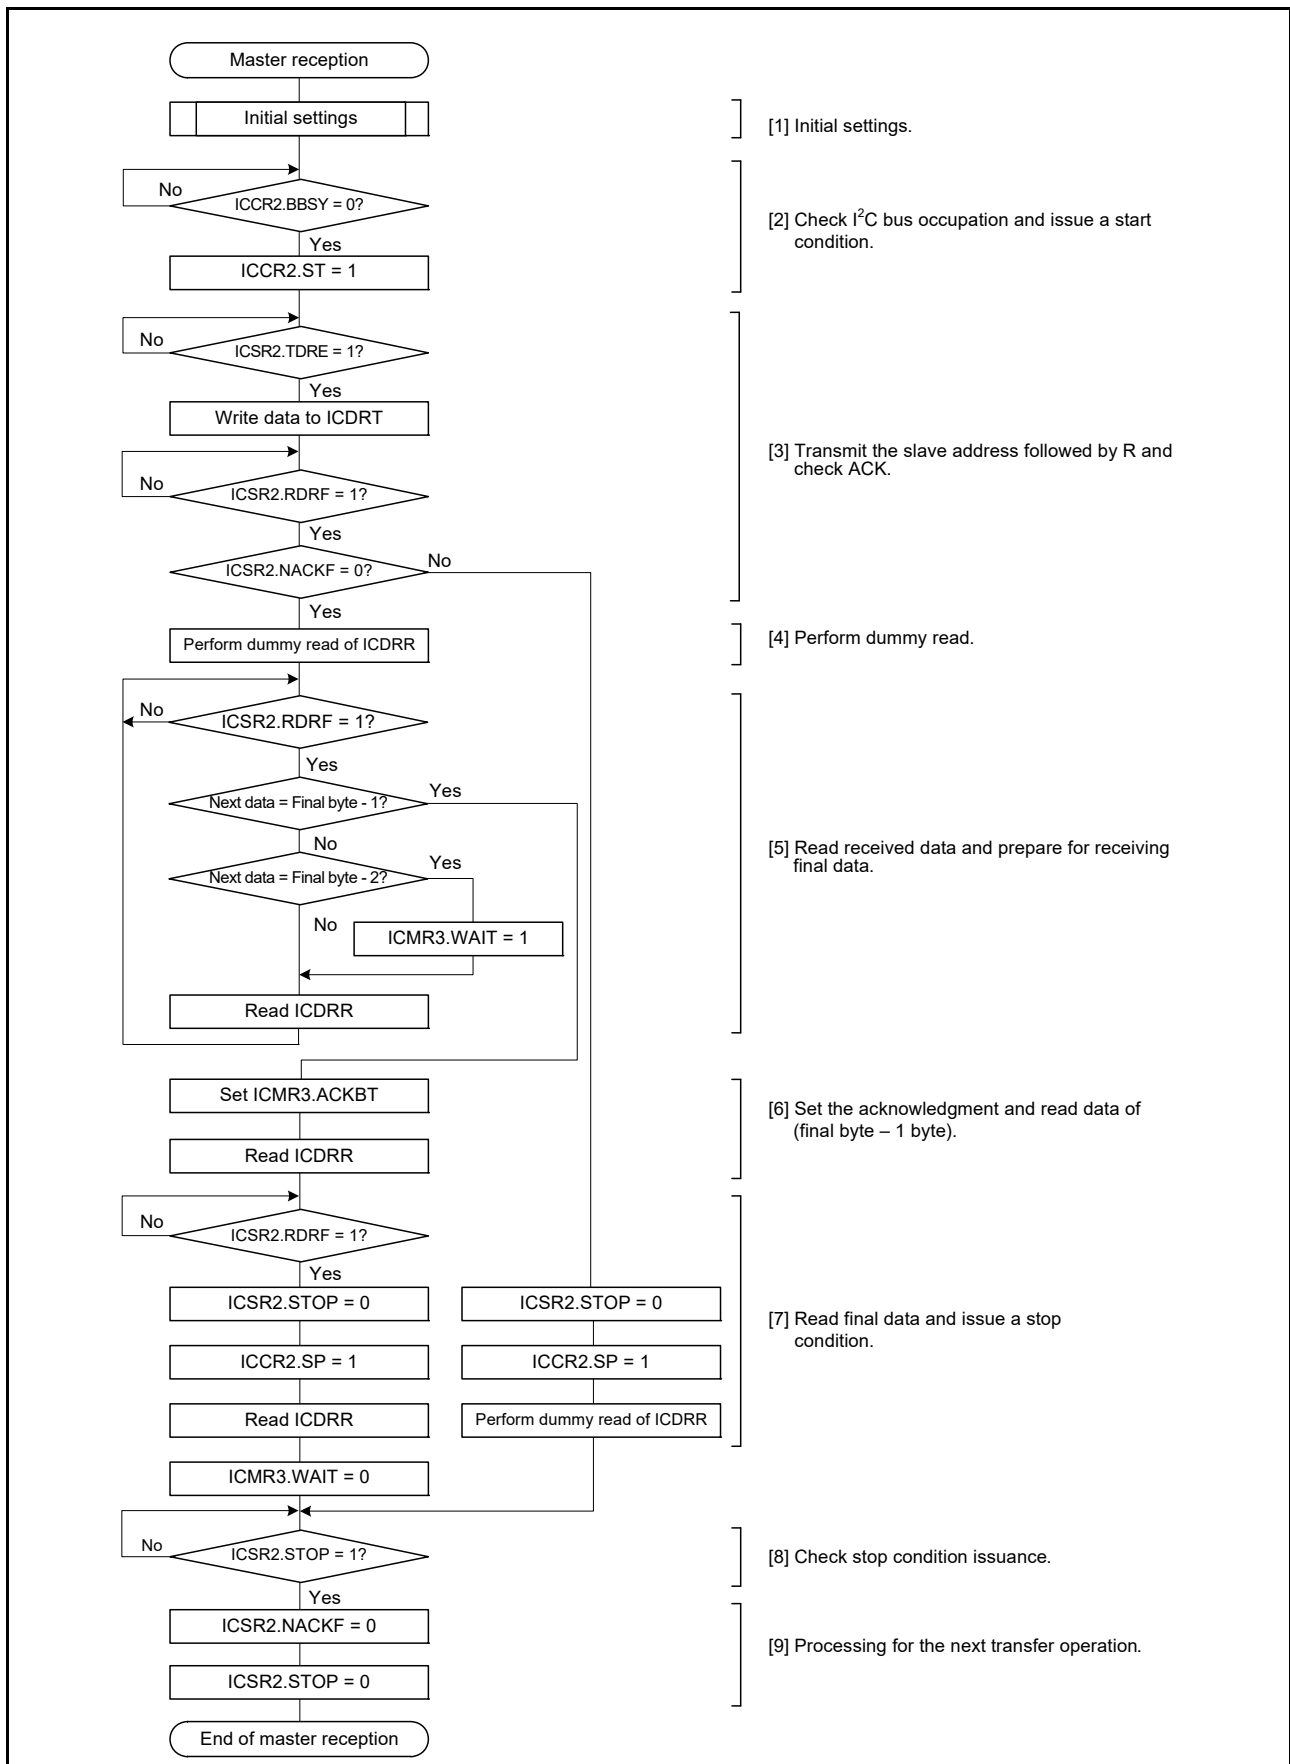 Master reception
Initial settings
[1] Initial settings.
No
ICCR2.BBSY = 0?
Yes
ICCR2.ST = 1
[2] Check I²C bus occupation and issue a start
condition.
No
ICSR2.TDRE = 1?
Yes
Write data to ICDRT
No
ICSR2.RDRF = 1?
Yes
ICSR2.NACKF = 0?
No
Yes
[3] Transmit the slave address followed by R and
check ACK.
Perform dummy read of ICDRR
[4] Perform dummy read.
No
ICSR2.RDRF = 1?
Yes
Next data = Final byte - 1?
Yes
No
Next data = Final byte - 2?
Yes
No
ICMR3.WAIT = 1
Read ICDRR
[5] Read received data and prepare for receiving
final data.
Set ICMR3.ACKBT
Read ICDRR
[6] Set the acknowledgment and read data of
(final byte – 1 byte).
No
ICSR2.RDRF = 1?
Yes
ICSR2.STOP = 0
ICSR2.STOP = 0
ICCR2.SP = 1
ICCR2.SP = 1
Read ICDRR
Perform dummy read of ICDRR
[7] Read final data and issue a stop
condition.
ICMR3.WAIT = 0
No
ICSR2.STOP = 1?
Yes
[8] Check stop condition issuance.
ICSR2.NACKF = 0
ICSR2.STOP = 0
[9] Processing for the next transfer operation.
End of master reception